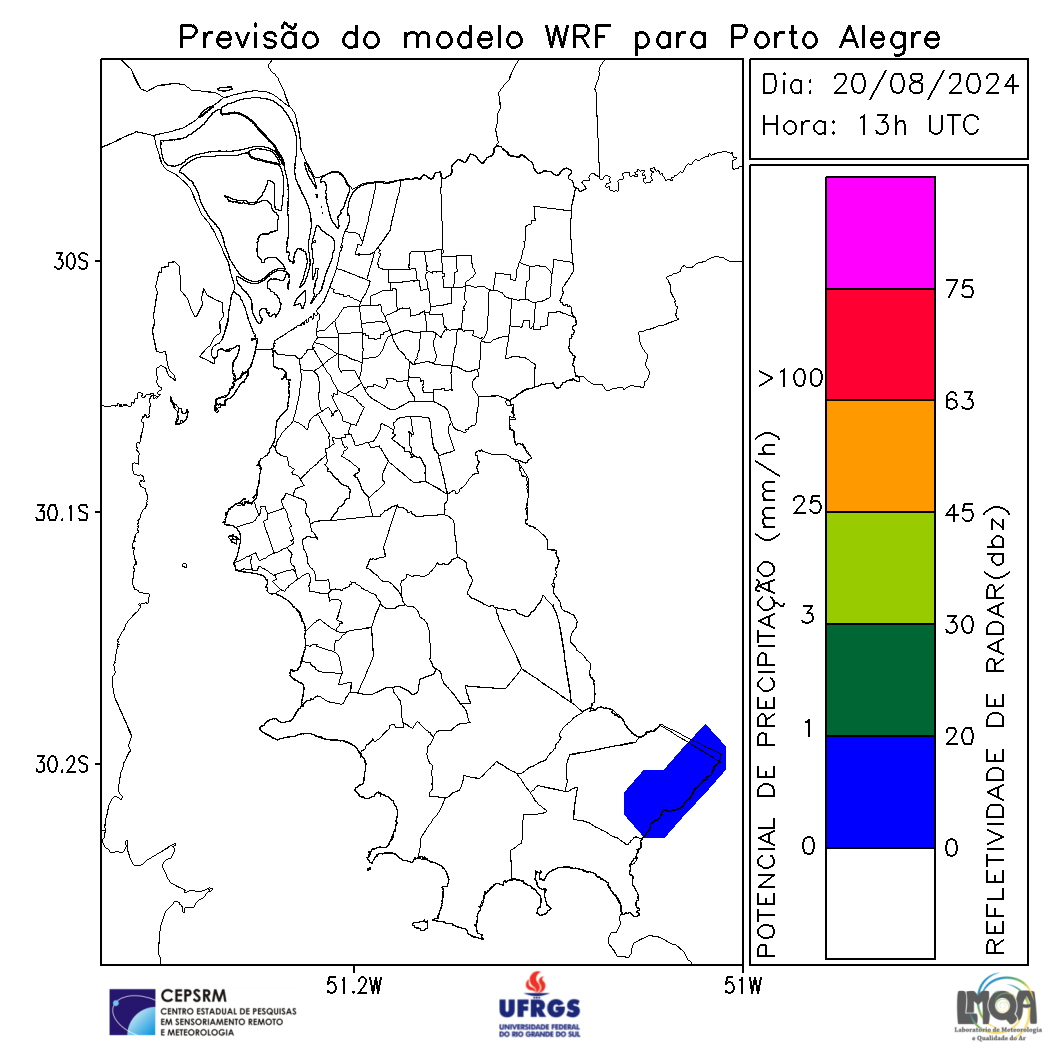 Previsão do modelo WRF para Porto Alegre
Dia: 20/08/2024
Hora: 13h UTC
30S
30.1S
30.2S
51.2W
51W
POTENCIAL DE PRECIPITAÇÃO (mm/h)
>100
25
3
1
0
75
63
45
30
20
0
REFLETIVIDADE DE RADAR(dbz)
CEPSRM
CENTRO ESTADUAL DE PESQUISAS
EM SENSORIAMENTO REMOTO
E METEOROLOGIA
UFRGS
UNIVERSIDADE FEDERAL
DO RIO GRANDE DO SUL
LMQA
Laboratório de Meteorologia
e Qualidade do Ar